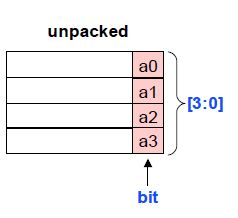 unpacked
a0
a1
a2
a3
[3:0]
bit